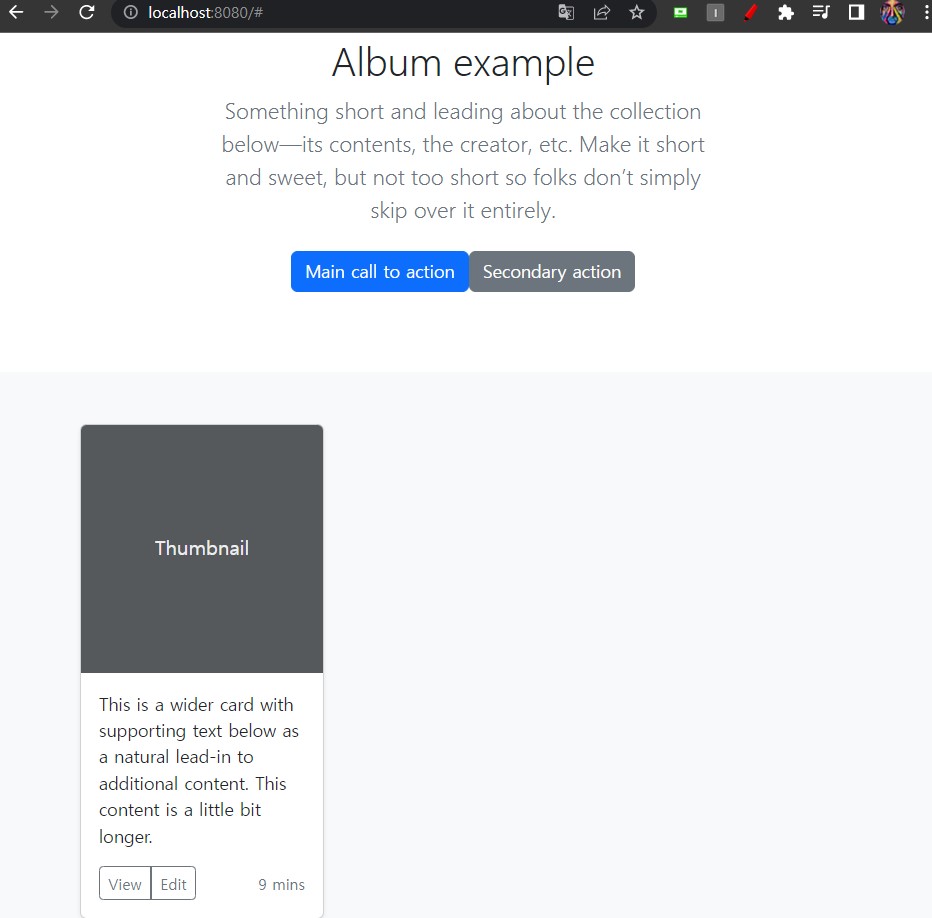 localhost:8080/#
Album example
Something short and leading about the collection
below—its contents, the creator, etc. Make it short
and sweet, but not too short so folks don’t simply
skip over it entirely.
Main call to action Secondary action
Thumbnail
This is a wider card with
supporting text below as
a natural lead-in to
additional content. This
content is a little bit
longer.
View Edit 9 mins